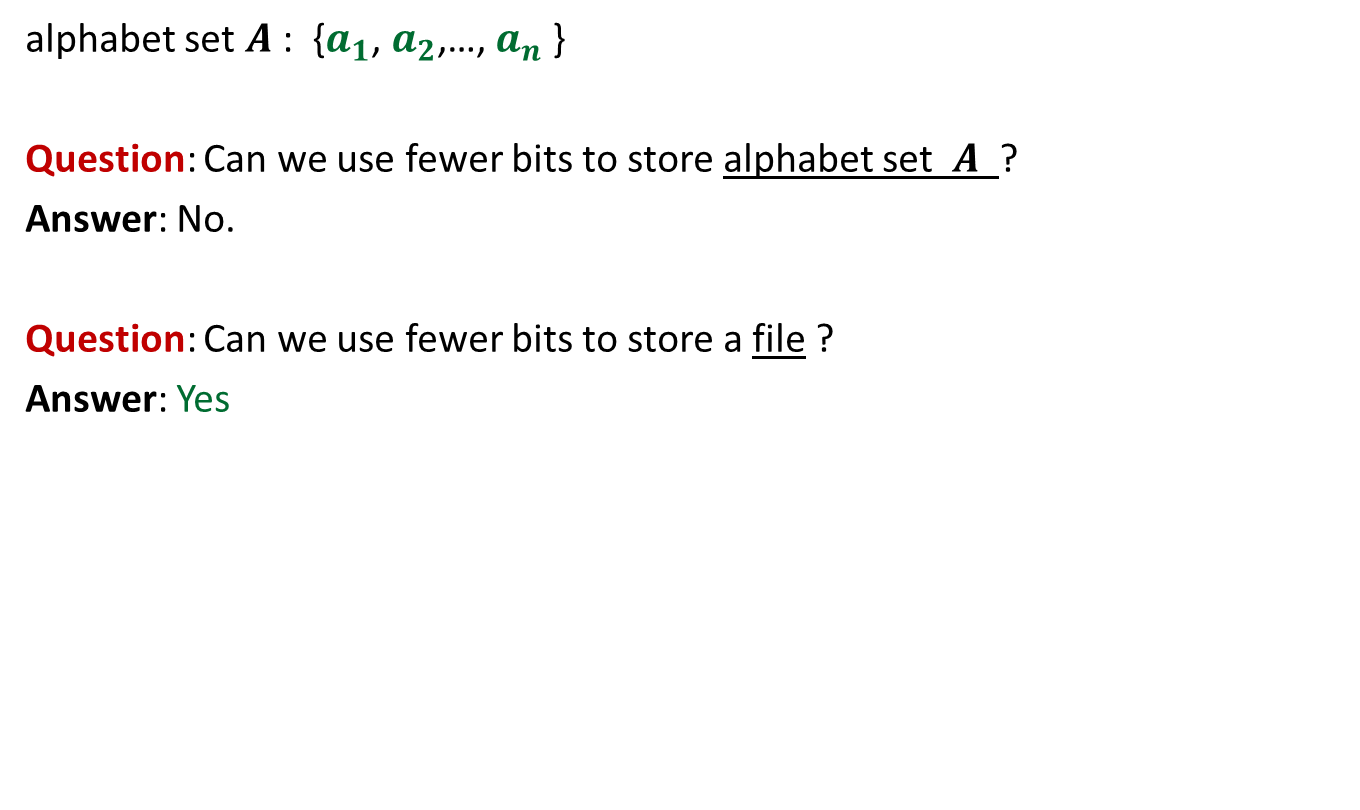 alphabet set A : {a₁, a₂,..., aₙ }
Question: Can we use fewer bits to store alphabet set A ?
Answer: No.
Question: Can we use fewer bits to store a file ?
Answer: Yes